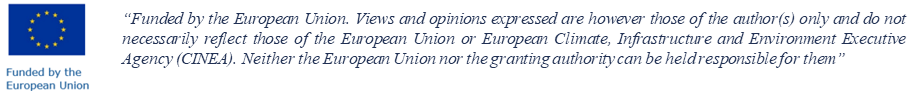 “Funded by the European Union. Views and opinions expressed are however those of the author(s) only and do not
necessarily reflect those of the European Union or European Climate, Infrastructure and Environment Executive
Agency (CINEA). Neither the European Union nor the granting authority can be held responsible for them”
Funded by the
European Union